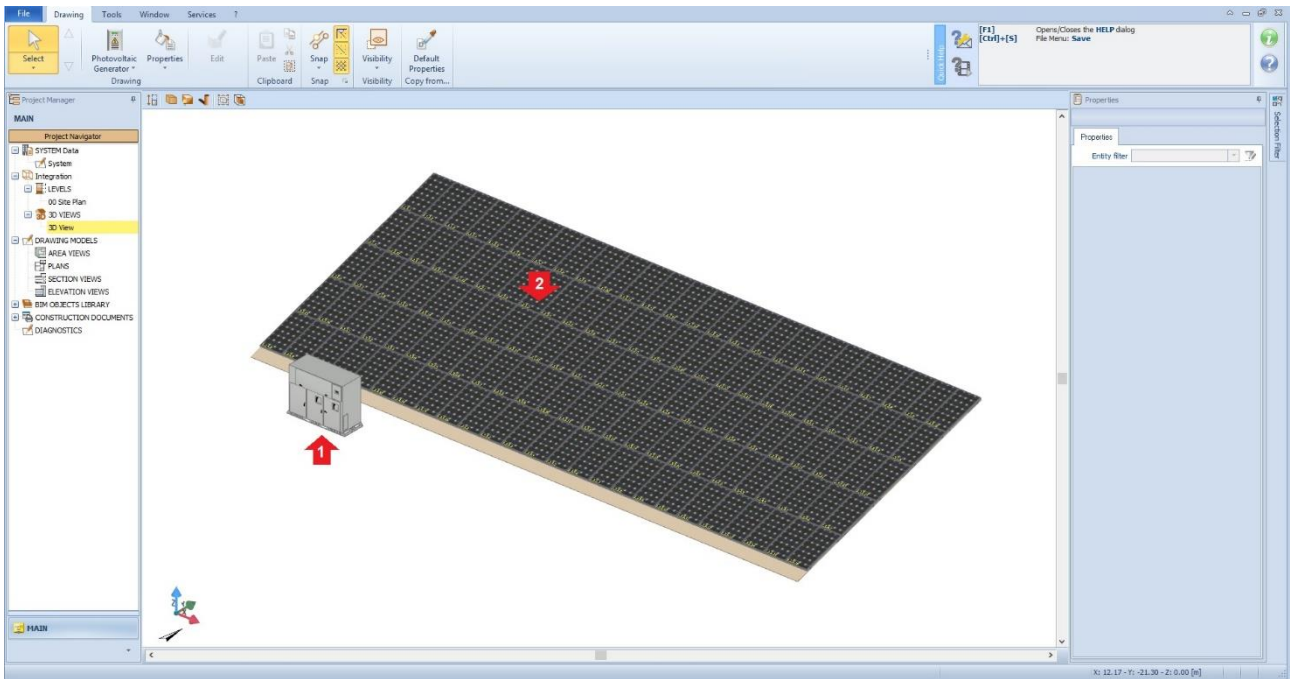 File Drawing Tools Window Services ?
Select
Photovoltaic
Generator
Properties
Edit
Drawing
Paste
Clipboard
Snap
Snap
Visibility
Visibility
Default
Properties
Copy from...
Quick Help
[F1] Opens/Closes the HELP dialog
[Ctrl]+[S] File Menu: Save
Project Manager
MAIN
Project Navigator
SYSTEM Data
System
Integration
LEVELS
00 Site Plan
3D VIEWS
3D View
DRAWING MODELS
AREA VIEWS
PLANS
SECTION VIEWS
ELEVATION VIEWS
BIM OBJECTS LIBRARY
CONSTRUCTION DOCUMENTS
DIAGNOSTICS
MAIN
2
1
Properties
Properties
Entity filter
Selection Filter
X: 12.17 - Y: -21.30 - Z: 0.00 [m]